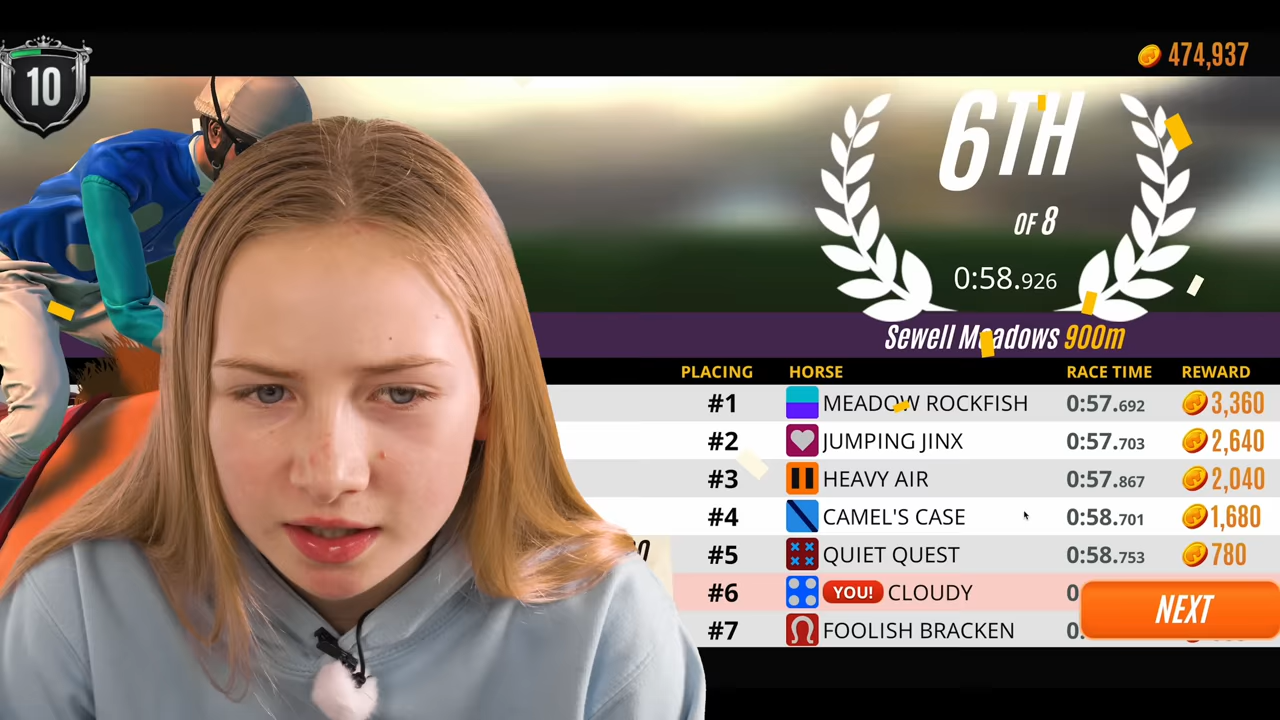 10
474,937
6TH
OF 8
0:58.926
Sewell Meadows 900m
PLACING HORSE RACE TIME REWARD
#1 MEADOW ROCKFISH 0:57.692 3,360
#2 JUMPING JINX 0:57.703 2,640
#3 HEAVY AIR 0:57.867 2,040
#4 CAMEL'S CASE 0:58.701 1,680
#5 QUIET QUEST 0:58.753 780
#6 YOU! CLOUDY
NEXT
#7 FOOLISH BRACKEN